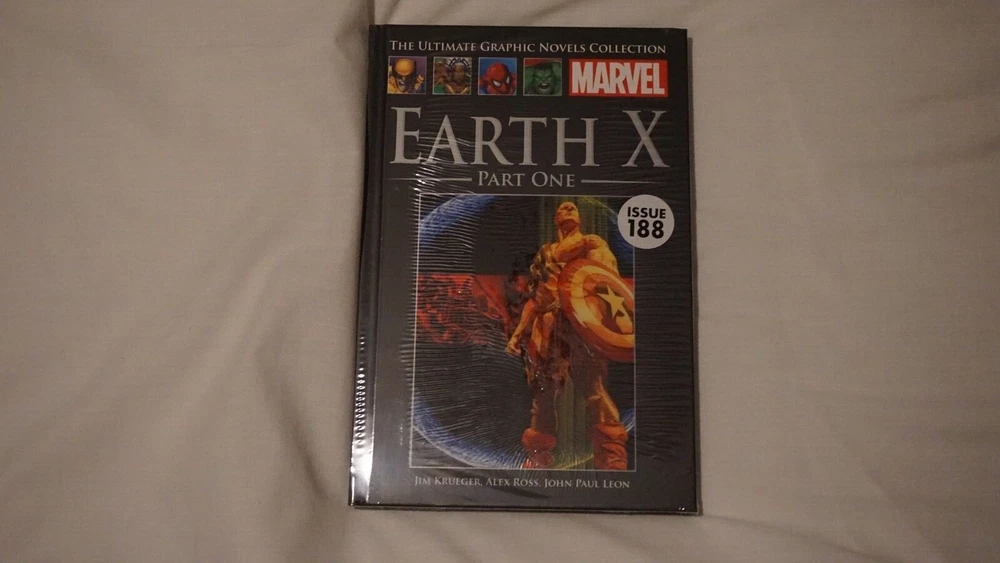 THE ULTIMATE GRAPHIC NOVELS COLLECTION
MARVEL
EARTH X
PART ONE
ISSUE
188
JIM KRUEGER, ALEX ROSS, JOHN PAUL LEON